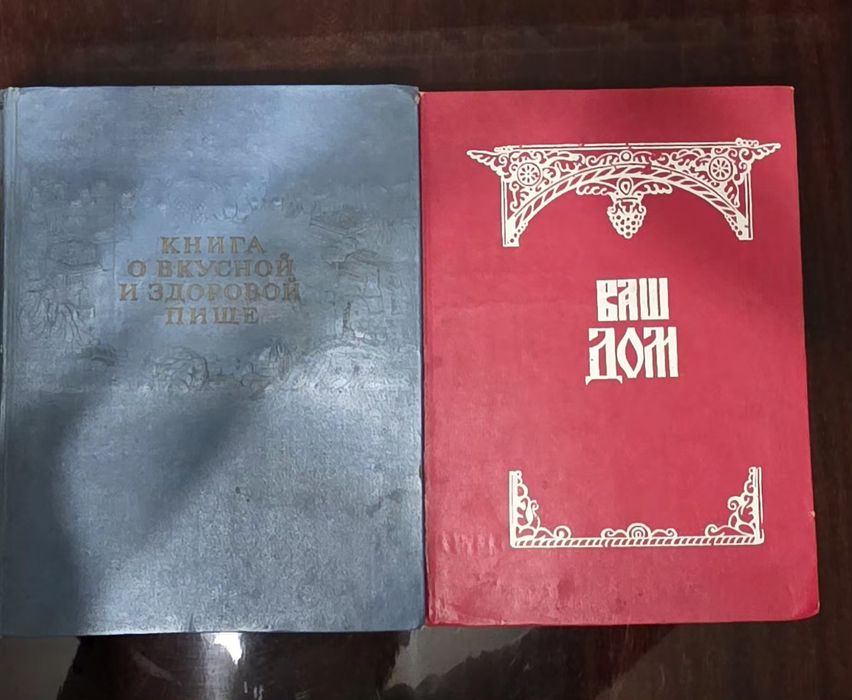 КНИГА
О ВКУСНОЙ
И ЗДОРОВОЙ
ПИЩЕ
ВАШ
ДОМ